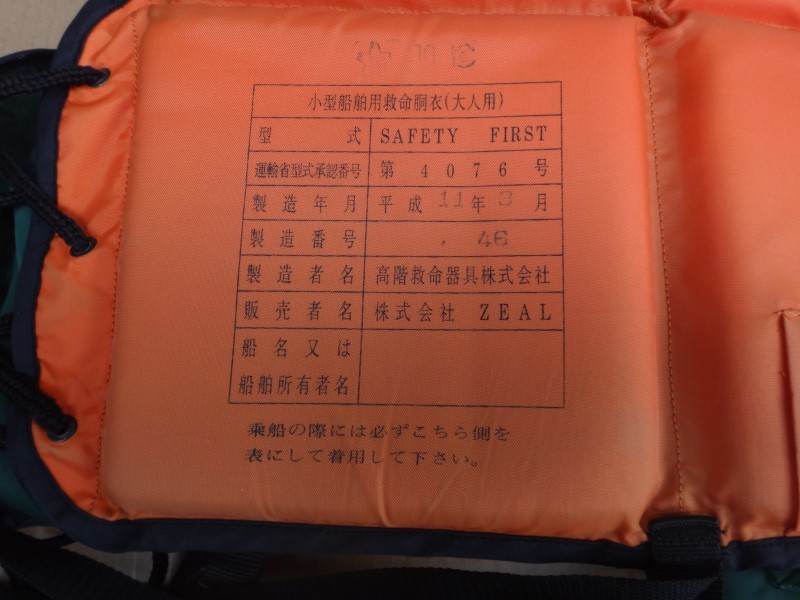 小型船舶用救命胴衣(大人用)
型式 SAFETY FIRST
運輸省型式承認番号 第4076号
製造年月 平成11年3月
製造番号 46
製造者名 高階救命器具株式会社
販売者名 株式会社 ZEAL
船名又は
船舶所有者名
乗船の際には必ずこちら側を
表にして着用して下さい。